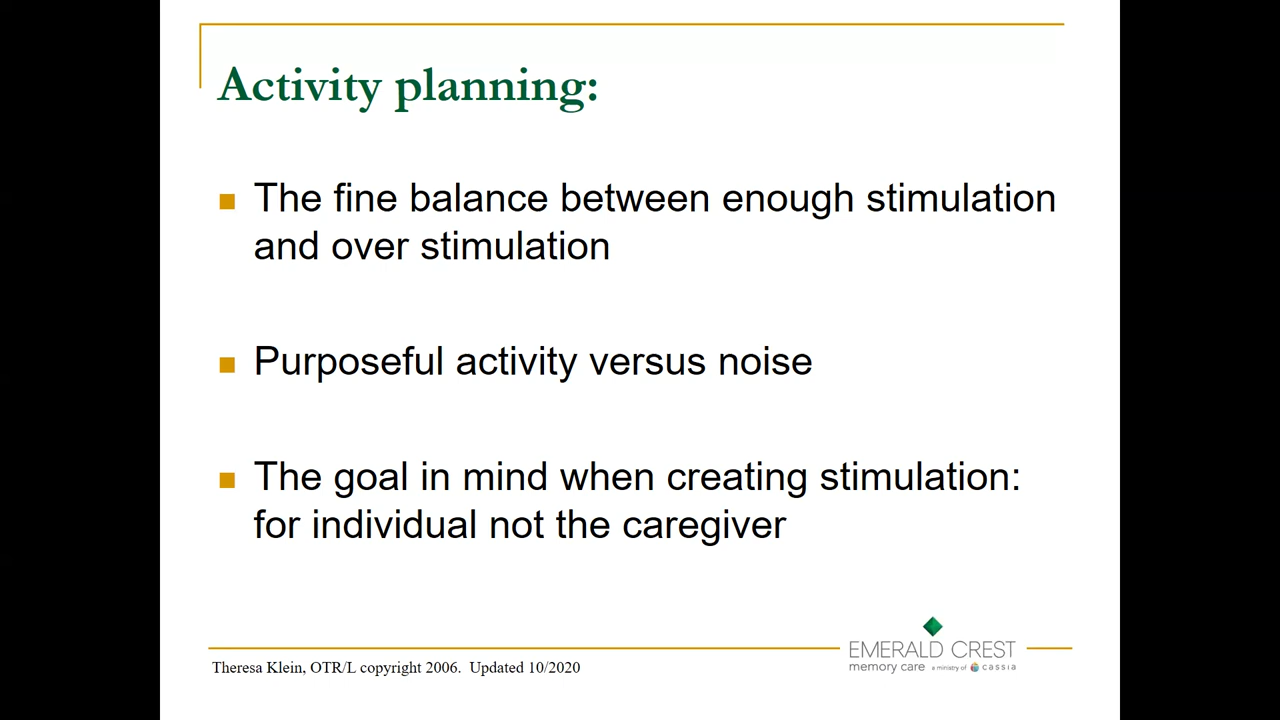 Activity planning:
The fine balance between enough stimulation
and over stimulation
Purposeful activity versus noise
The goal in mind when creating stimulation:
for individual not the caregiver
Theresa Klein, OTR/L copyright 2006.  Updated 10/2020
EMERALD CREST
memory care a ministry of cassia